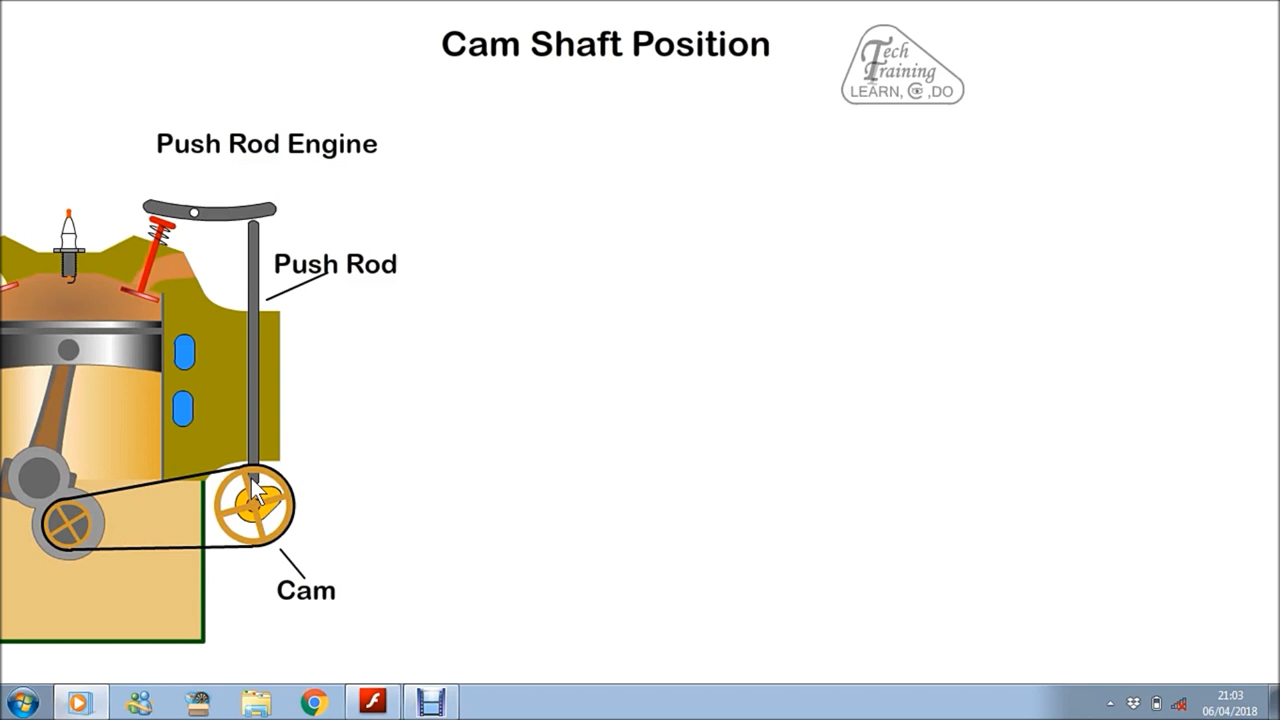 Cam Shaft Position
Tech
Training
LEARN, C ,DO
Push Rod Engine
Push Rod
Cam
21:03
06/04/2018